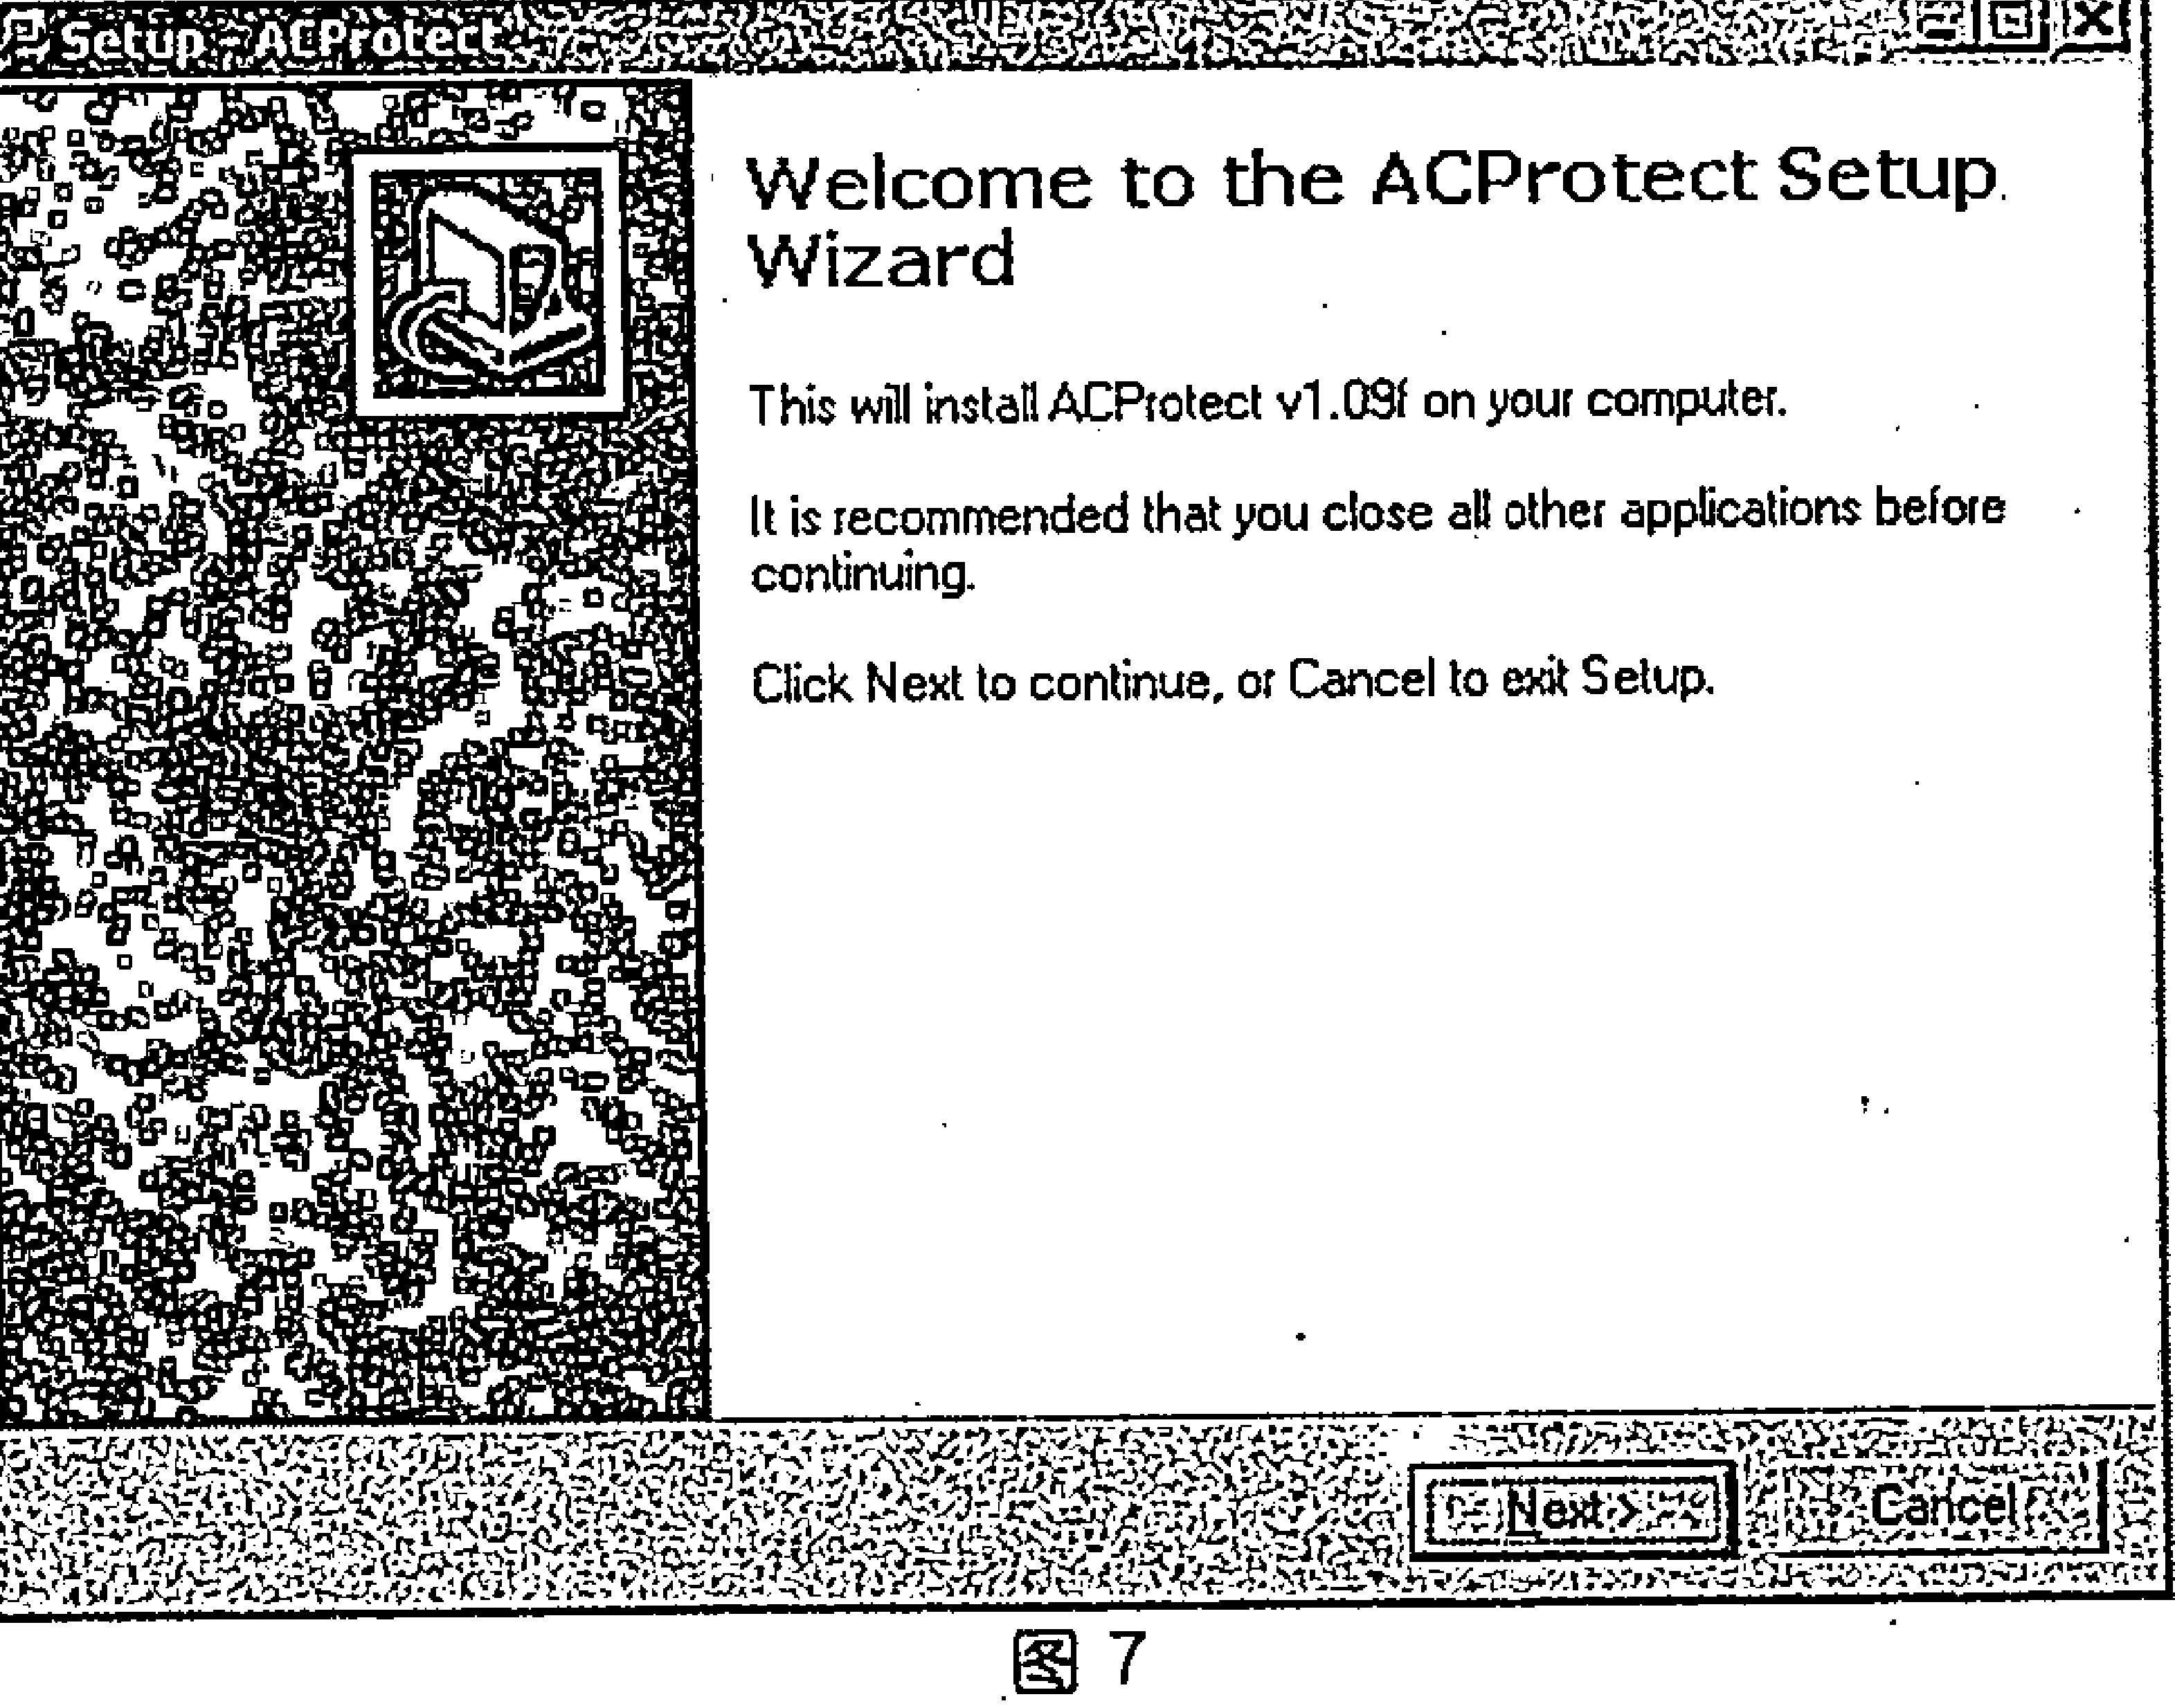 Setup - ACProtect
Welcome to the ACProtect Setup
Wizard
This will install ACProtect v1.09f on your computer.
It is recommended that you close all other applications before
continuing.
Click Next to continue, or Cancel to exit Setup.
Next >
Cancel
图 7